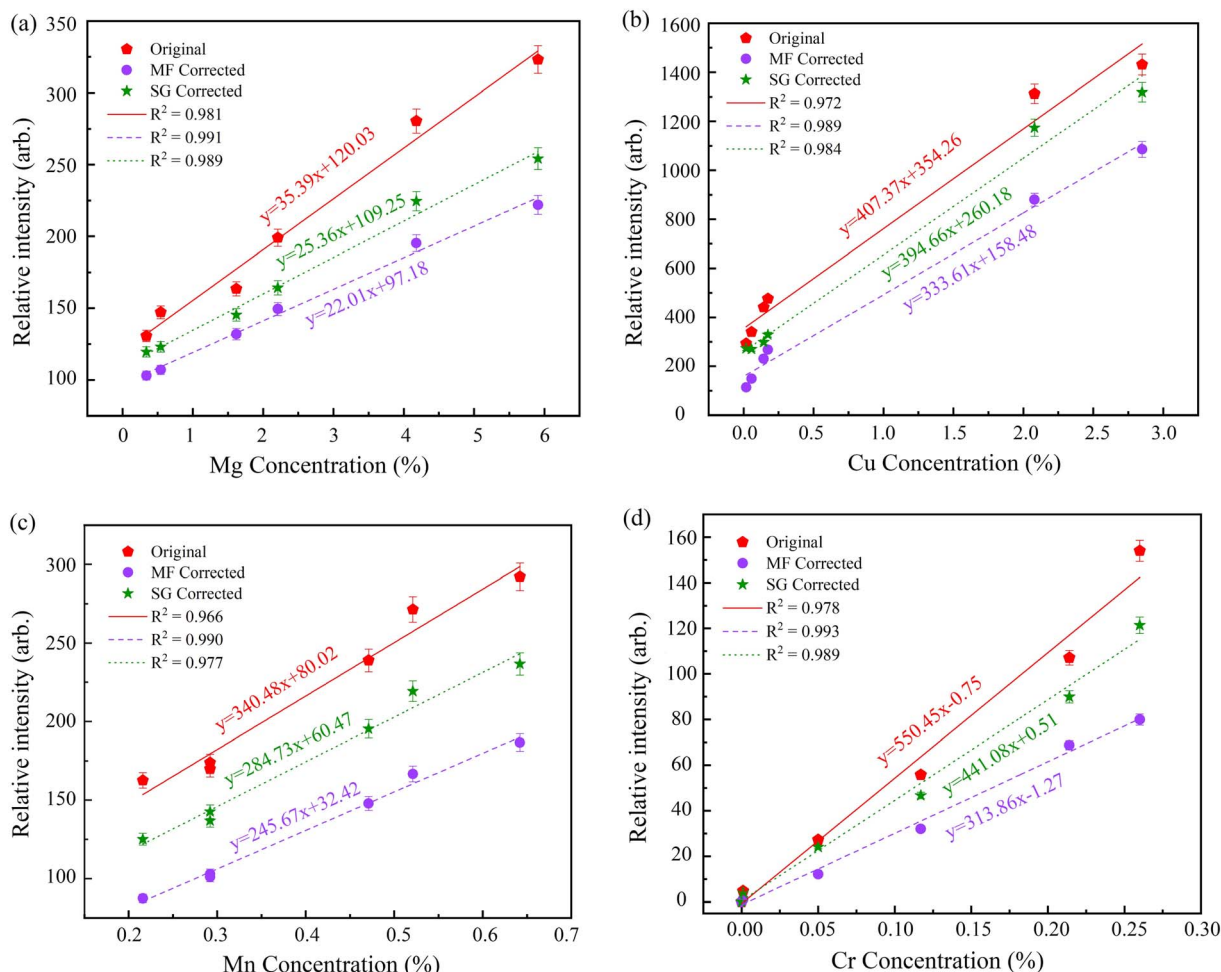 (a)
350
300
250
200
150
100
Relative intensity (arb.)
Original
MF Corrected
SG Corrected
R² = 0.981
R² = 0.991
R² = 0.989
y=35.39x+120.03
y=25.36x+109.25
y=22.01x+97.18
0 1 2 3 4 5 6
Mg Concentration (%)
(b)
1600
1400
1200
1000
800
600
400
200
0
Relative intensity (arb.)
Original
MF Corrected
SG Corrected
R² = 0.972
R² = 0.989
R² = 0.984
y=407.37x+354.26
y=394.66x+260.18
y=333.61x+158.48
0.0 0.5 1.0 1.5 2.0 2.5 3.0
Cu Concentration (%)
(c)
300
250
200
150
100
Relative intensity (arb.)
Original
MF Corrected
SG Corrected
R² = 0.966
R² = 0.990
R² = 0.977
y=340.48x+80.02
y=284.73x+60.47
y=245.67x+32.42
0.2 0.3 0.4 0.5 0.6 0.7
Mn Concentration (%)
(d)
160
140
120
100
80
60
40
20
0
Relative intensity (arb.)
Original
MF Corrected
SG Corrected
R² = 0.978
R² = 0.993
R² = 0.989
y=550.45x-0.75
y=441.08x+0.51
y=313.86x-1.27
0.00 0.05 0.10 0.15 0.20 0.25 0.30
Cr Concentration (%)